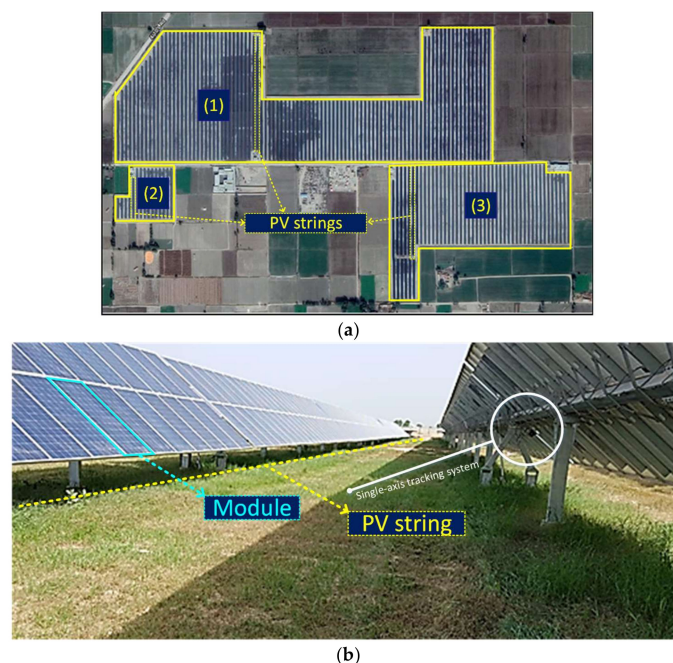 (1)
(2)
(3)
PV strings
(a)
Single-axis tracking system
Module
PV string
(b)